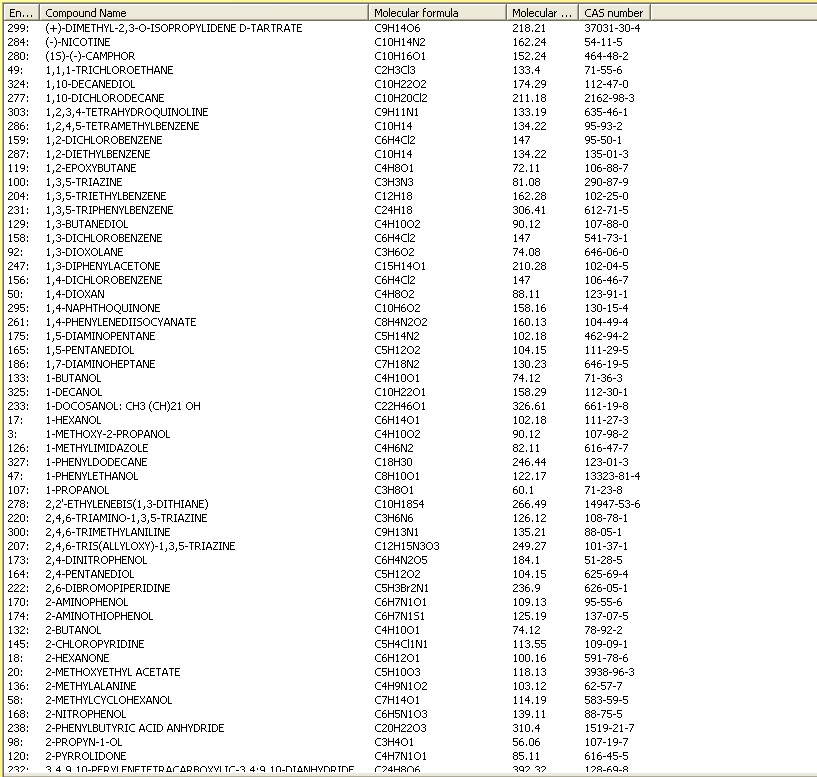 En... Compound Name Molecular formula Molecular ... CAS number
299: (+)-DIMETHYL-2,3-O-ISOPROPYLIDENE D-TARTRATE C9H14O6 218.21 37031-30-4
284: (-)-NICOTINE C10H14N2 162.24 54-11-5
280: (1S)-(-)-CAMPHOR C10H16O1 152.24 464-48-2
49: 1,1,1-TRICHLOROETHANE C2H3Cl3 133.4 71-55-6
324: 1,10-DECANEDIOL C10H22O2 174.29 112-47-0
277: 1,10-DICHLORODECANE C10H20Cl2 211.18 2162-98-3
303: 1,2,3,4-TETRAHYDROQUINOLINE C9H11N1 133.19 635-46-1
286: 1,2,4,5-TETRAMETHYLBENZENE C10H14 134.22 95-93-2
159: 1,2-DICHLOROBENZENE C6H4Cl2 147 95-50-1
287: 1,2-DIETHYLBENZENE C10H14 134.22 135-01-3
119: 1,2-EPOXYBUTANE C4H8O1 72.11 106-88-7
100: 1,3,5-TRIAZINE C3H3N3 81.08 290-87-9
204: 1,3,5-TRIETHYLBENZENE C12H18 162.28 102-25-0
231: 1,3,5-TRIPHENYLBENZENE C24H18 306.41 612-71-5
129: 1,3-BUTANEDIOL C4H10O2 90.12 107-88-0
158: 1,3-DICHLOROBENZENE C6H4Cl2 147 541-73-1
92: 1,3-DIOXOLANE C3H6O2 74.08 646-06-0
247: 1,3-DIPHENYLACETONE C15H14O1 210.28 102-04-5
156: 1,4-DICHLOROBENZENE C6H4Cl2 147 106-46-7
50: 1,4-DIOXAN C4H8O2 88.11 123-91-1
295: 1,4-NAPHTHOQUINONE C10H6O2 158.16 130-15-4
261: 1,4-PHENYLENEDIISOCYANATE C8H4N2O2 160.13 104-49-4
175: 1,5-DIAMINOPENTANE C5H14N2 102.18 462-94-2
165: 1,5-PENTANEDIOL C5H12O2 104.15 111-29-5
186: 1,7-DIAMINOHEPTANE C7H18N2 130.23 646-19-5
133: 1-BUTANOL C4H10O1 74.12 71-36-3
325: 1-DECANOL C10H22O1 158.29 112-30-1
233: 1-DOCOSANOL: CH3 (CH)21 OH C22H46O1 326.61 661-19-8
17: 1-HEXANOL C6H14O1 102.18 111-27-3
3: 1-METHOXY-2-PROPANOL C4H10O2 90.12 107-98-2
126: 1-METHYLIMIDAZOLE C4H6N2 82.11 616-47-7
327: 1-PHENYLDODECANE C18H30 246.44 123-01-3
47: 1-PHENYLETHANOL C8H10O1 122.17 13323-81-4
107: 1-PROPANOL C3H8O1 60.1 71-23-8
278: 2,2'-ETHYLENEBIS(1,3-DITHIANE) C10H18S4 266.49 14947-53-6
220: 2,4,6-TRIAMINO-1,3,5-TRIAZINE C3H6N6 126.12 108-78-1
300: 2,4,6-TRIMETHYLANILINE C9H13N1 135.21 88-05-1
207: 2,4,6-TRIS(ALLYLOXY)-1,3,5-TRIAZINE C12H15N3O3 249.27 101-37-1
173: 2,4-DINITROPHENOL C6H4N2O5 184.1 51-28-5
164: 2,4-PENTANEDIOL C5H12O2 104.15 625-69-4
222: 2,6-DIBROMOPIPERIDINE C5H3Br2N1 236.9 626-05-1
170: 2-AMINOPHENOL C6H7N1O1 109.13 95-55-6
174: 2-AMINOTHIOPHENOL C6H7N1S1 125.19 137-07-5
132: 2-BUTANOL C4H10O1 74.12 78-92-2
145: 2-CHLOROPYRIDINE C5H4Cl1N1 113.55 109-09-1
18: 2-HEXANONE C6H12O1 100.16 591-78-6
20: 2-METHOXYETHYL ACETATE C5H10O3 118.13 3938-96-3
136: 2-METHYLALANINE C4H9N1O2 103.12 62-57-7
58: 2-METHYLCYCLOHEXANOL C7H14O1 114.19 583-59-5
168: 2-NITROPHENOL C6H5N1O3 139.11 88-75-5
238: 2-PHENYLBUTYRIC ACID ANHYDRIDE C20H22O3 310.4 1519-21-7
98: 2-PROPYN-1-OL C3H4O1 56.06 107-19-7
120: 2-PYRROLIDONE C4H7N1O1 85.11 616-45-5
232: 3,4,9,10-PERYLENETETRACARBOXYLIC-3,4:9,10-DIANHYDRIDE C24H8O6 392.32 128-69-8